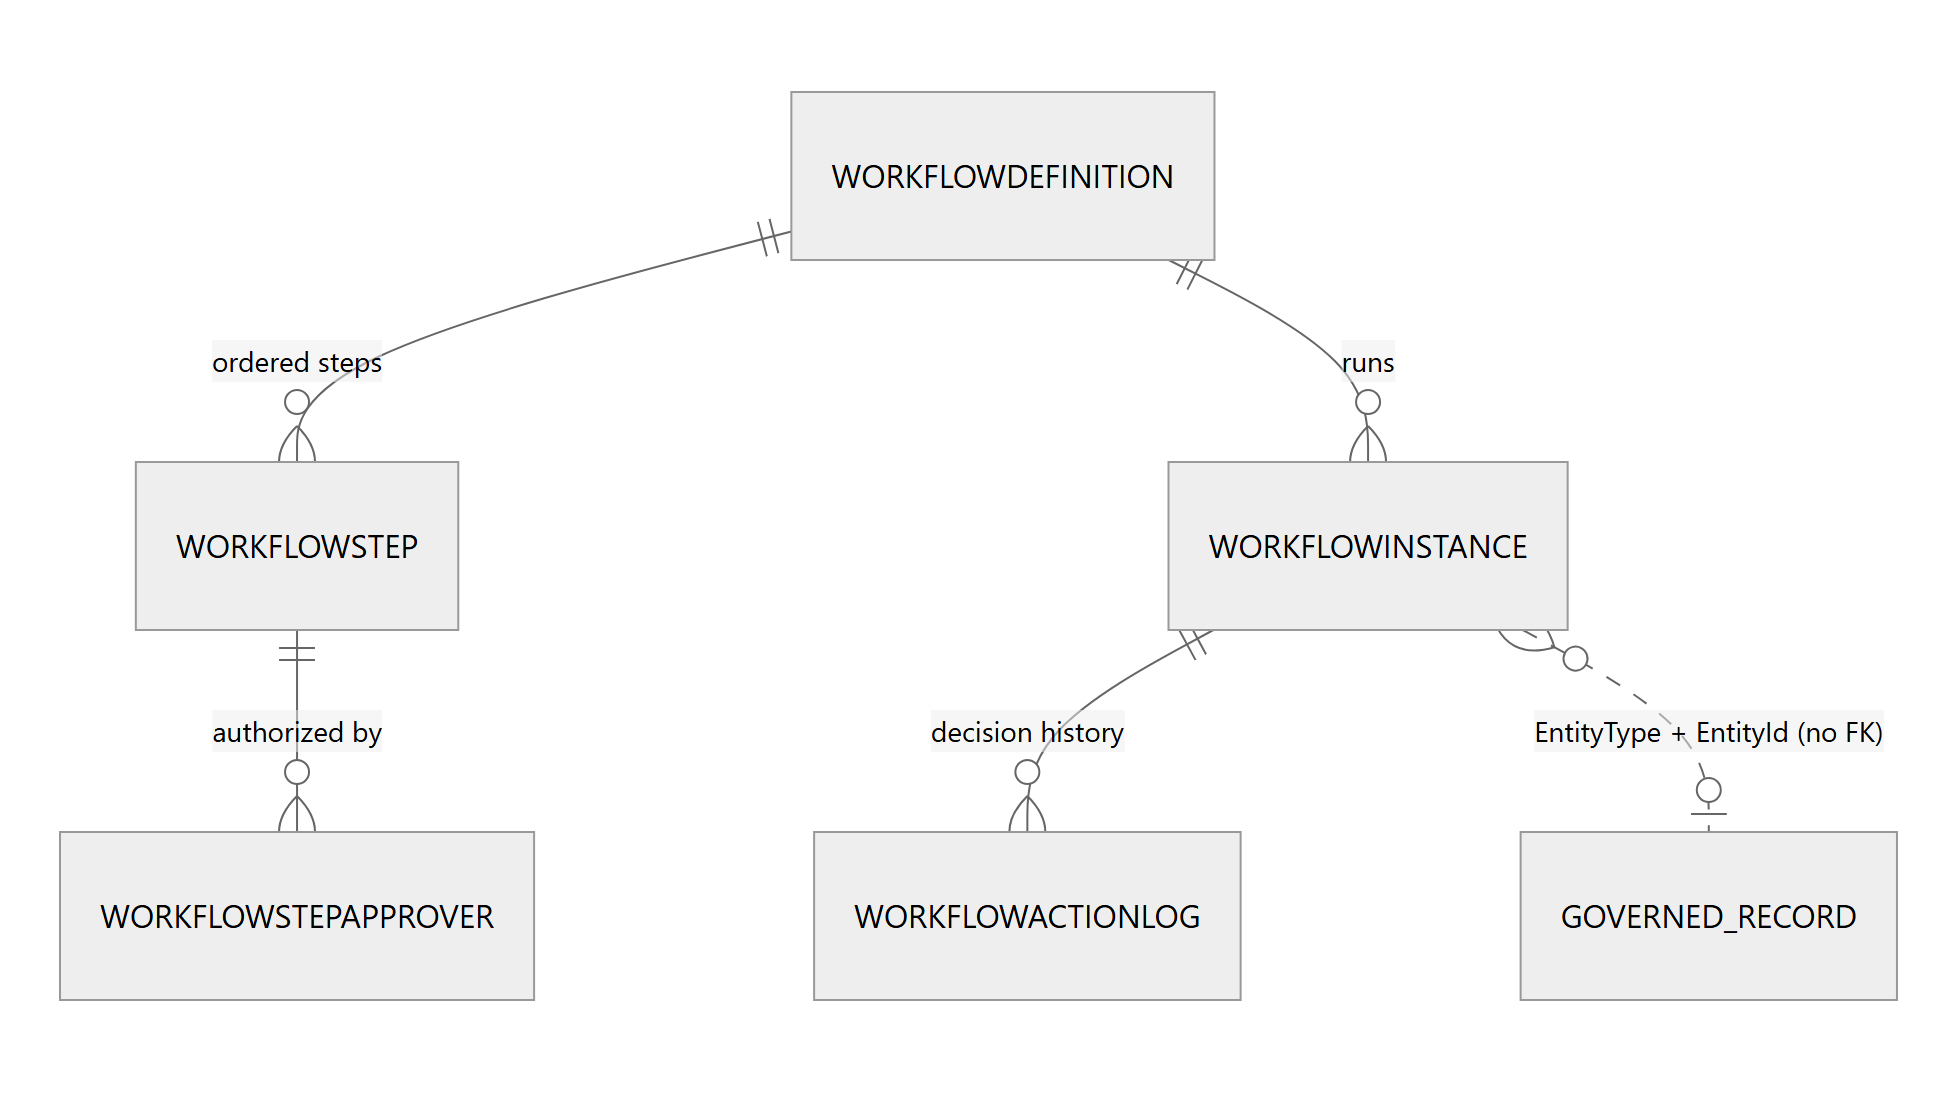 WORKFLOWDEFINITION
ordered steps
runs
WORKFLOWSTEP
WORKFLOWINSTANCE
authorized by
decision history
EntityType + EntityId (no FK)
WORKFLOWSTEPAPPROVER
WORKFLOWACTIONLOG
GOVERNED_RECORD